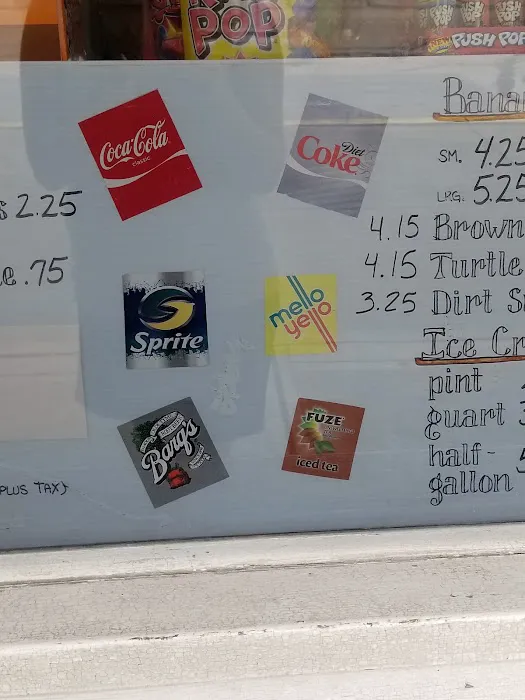 POP
PUSH POP
Coca-Cola
classic
Diet
Coke
Sprite
mello
yello
Barq's
FUZE
iced tea
s 2.25
e .75
PLUS TAX)
Bana
SM. 4.25
LRG. 5.25
4.15 Brown
4.15 Turtle
3.25 Dirt S
Ice Cr
pint
quart
half-
gallon